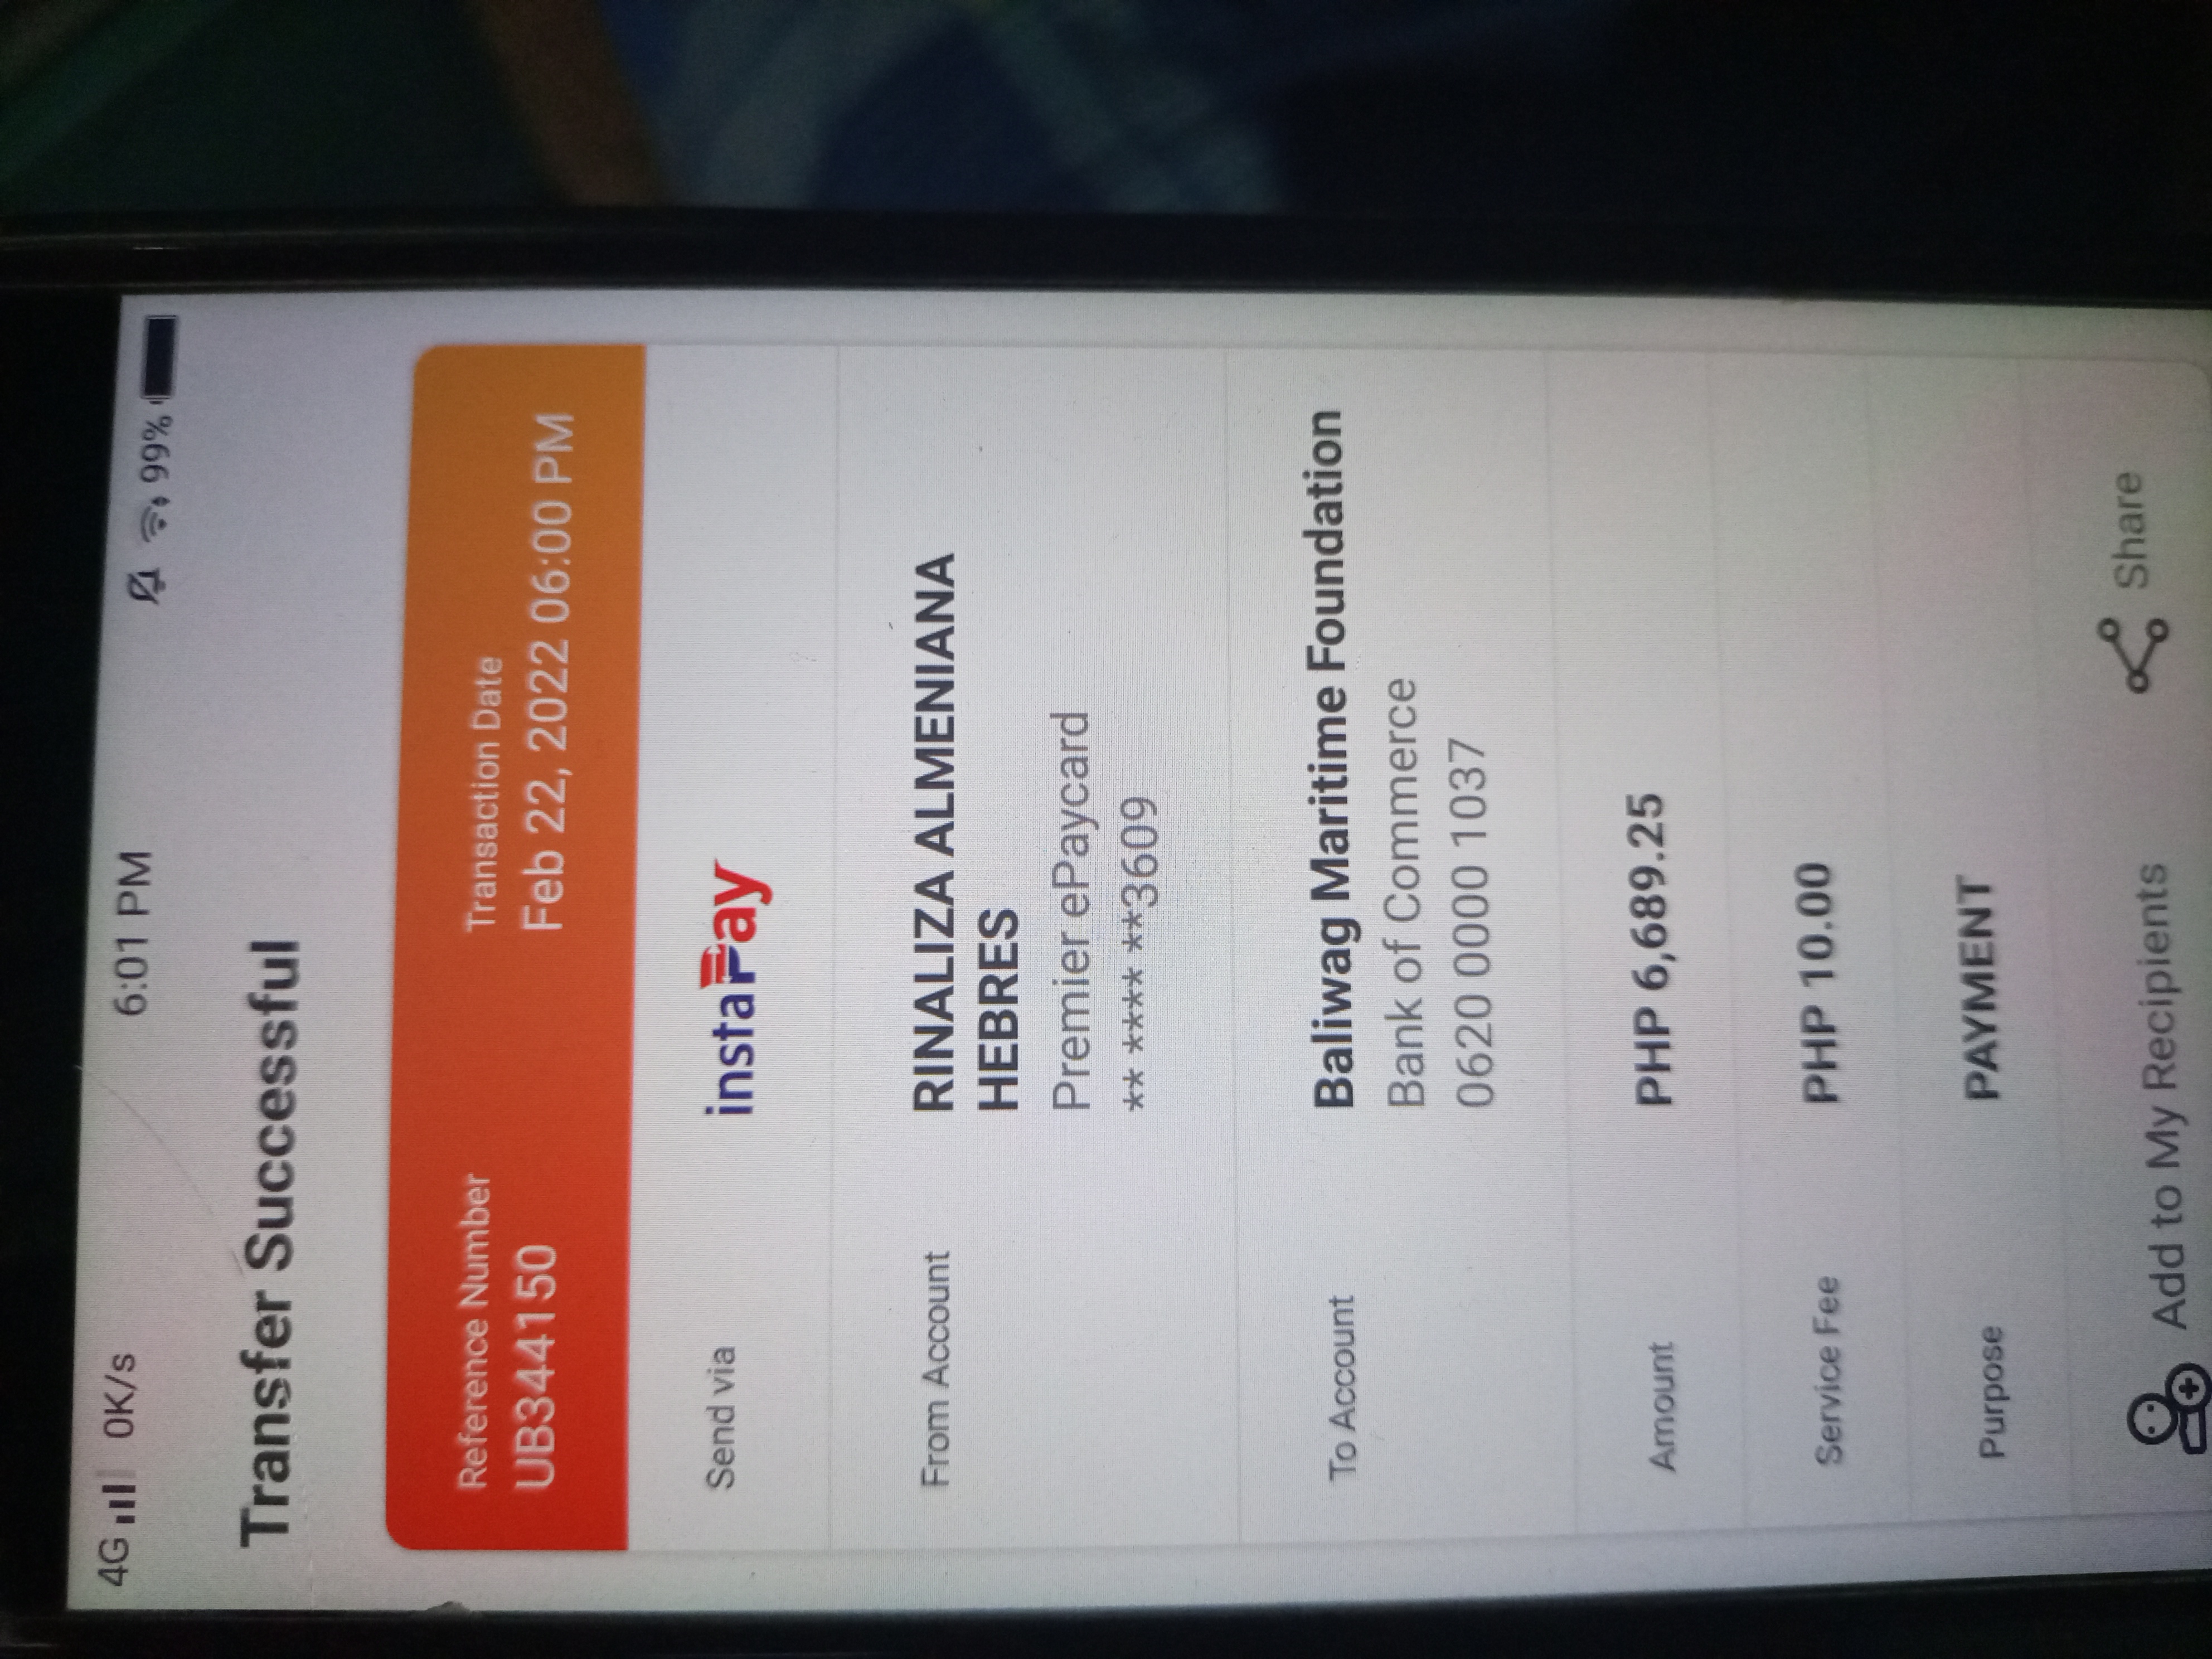 4G 0K/s 6:01 PM 99%
Transfer Successful
Reference Number Transaction Date
UB344150 Feb 22, 2022 06:00 PM
Send via instaPay
From Account RINALIZA ALMENIANA
HEBRES
Premier ePaycard
** **** **3609
To Account Baliwag Maritime Foundation
Bank of Commerce
0620 0000 1037
Amount PHP 6,689.25
Service Fee PHP 10.00
Purpose PAYMENT
Add to My Recipients Share